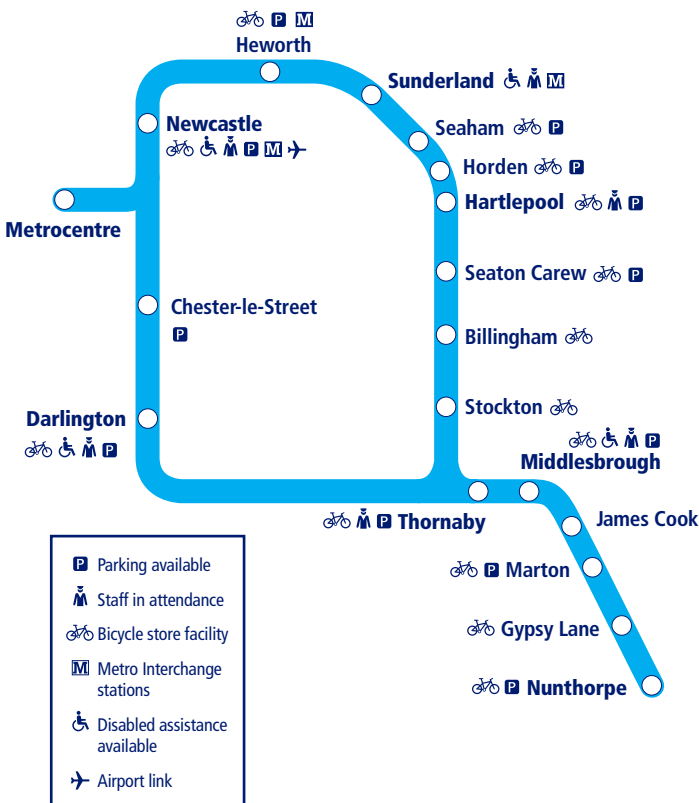 Heworth
Sunderland
Newcastle
Seaham
Horden
Hartlepool
Metrocentre
Seaton Carew
Chester-le-Street
Billingham
Darlington
Stockton
Middlesbrough
Thornaby
James Cook
Marton
Gypsy Lane
Nunthorpe
P Parking available
Staff in attendance
Bicycle store facility
M Metro Interchange
stations
Disabled assistance
available
Airport link